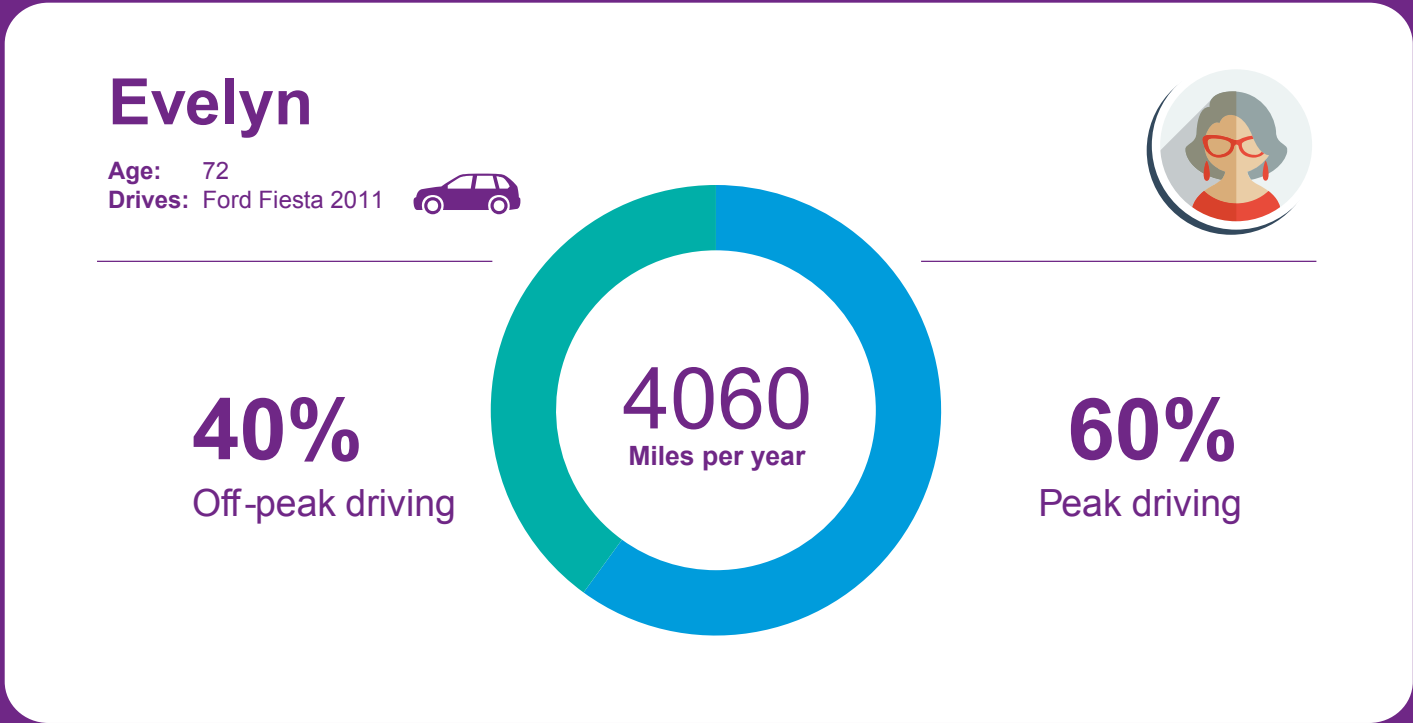 Evelyn
Age: 72
Drives: Ford Fiesta 2011
4060
Miles per year
40%
Off-peak driving
60%
Peak driving